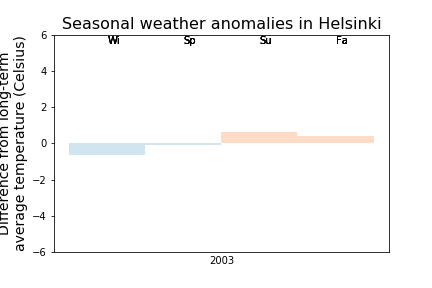 Seasonal weather anomalies in Helsinki
Wi Sp Su Fa
6
4
2
0
−2
−4
−6
Difference from long-term
average temperature (Celsius)
2003